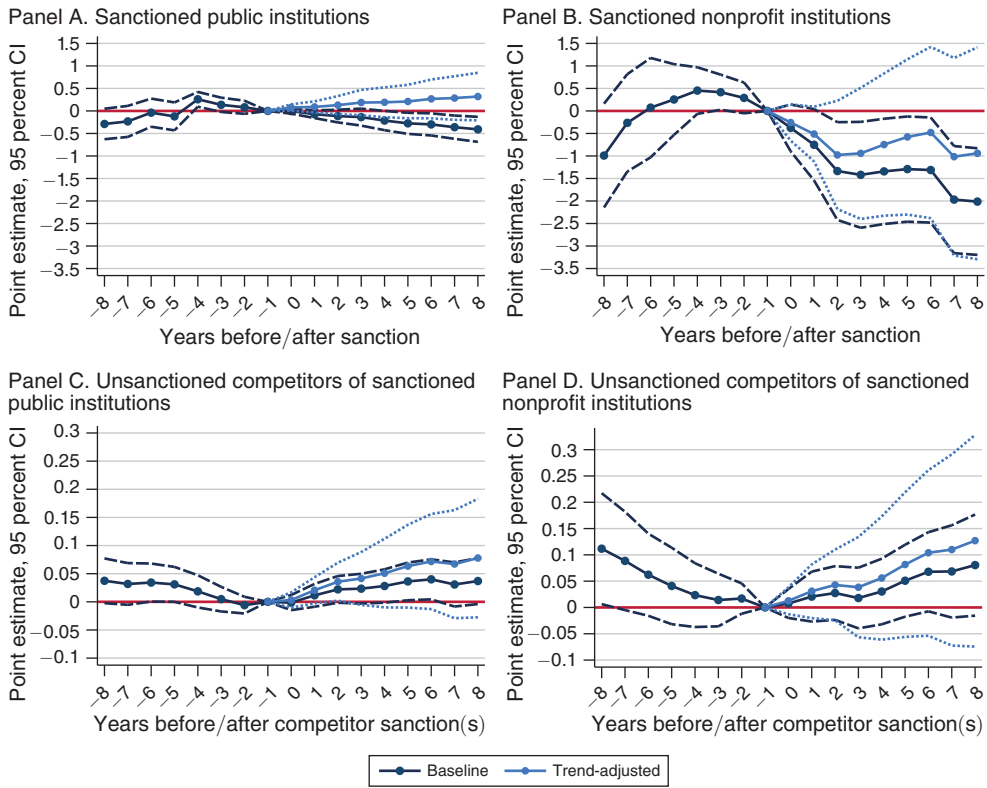 Panel A. Sanctioned public institutions
Point estimate, 95 percent CI
1.5
1
0.5
0
−0.5
−1
−1.5
−2
−2.5
−3
−3.5
−8 −7 −6 −5 −4 −3 −2 −1 0 1 2 3 4 5 6 7 8
Years before/after sanction
Panel B. Sanctioned nonprofit institutions
Point estimate, 95 percent CI
1.5
1
0.5
0
−0.5
−1
−1.5
−2
−2.5
−3
−3.5
−8 −7 −6 −5 −4 −3 −2 −1 0 1 2 3 4 5 6 7 8
Years before/after sanction
Panel C. Unsanctioned competitors of sanctioned
public institutions
Point estimate, 95 percent CI
0.3
0.25
0.2
0.15
0.1
0.05
0
−0.05
−0.1
−8 −7 −6 −5 −4 −3 −2 −1 0 1 2 3 4 5 6 7 8
Years before/after competitor sanction(s)
Panel D. Unsanctioned competitors of sanctioned
nonprofit institutions
Point estimate, 95 percent CI
0.3
0.25
0.2
0.15
0.1
0.05
0
−0.05
−0.1
−8 −7 −6 −5 −4 −3 −2 −1 0 1 2 3 4 5 6 7 8
Years before/after competitor sanction(s)
Baseline
Trend-adjusted